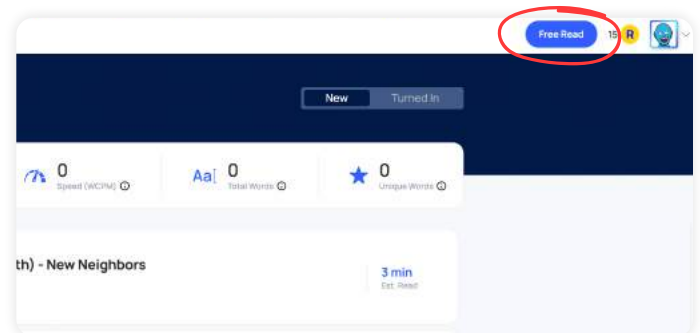 Free Read 15 R
New Turned In
0 Aa[ 0 0
Speed (WCPM) Total Words Unique Words
th) - New Neighbors
3 min
Est. Read